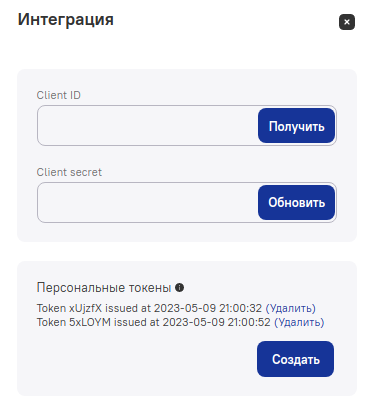 Интеграция
Client ID
Получить
Client secret
Обновить
Персональные токены
Token xUjzfX issued at 2023-05-09 21:00:32 (Удалить)
Token 5xLOYM issued at 2023-05-09 21:00:52 (Удалить)
Создать